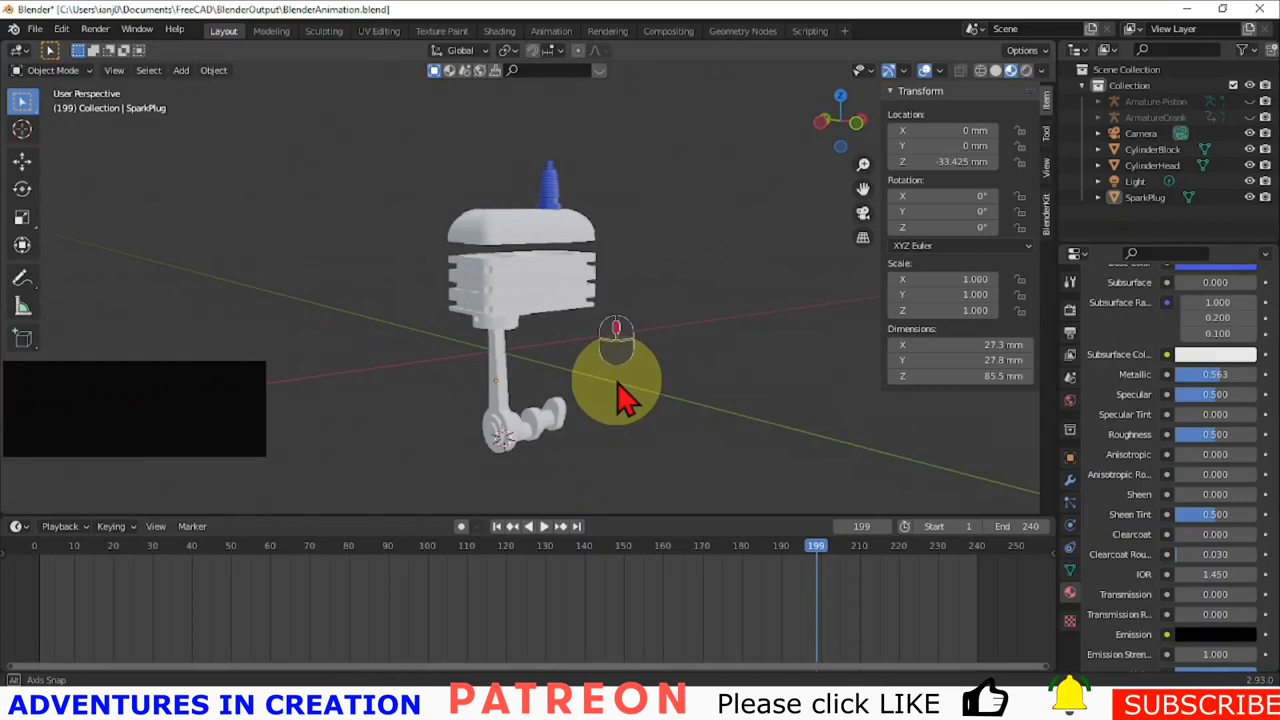 Blender* [C:\Users\ianj0\Documents\FreeCAD\BlenderOutput\BlenderAnimation.blend]
File Edit Render Window Help Layout Modeling Sculpting UV Editing Texture Paint Shading Animation Rendering Compositing Geometry Nodes Scripting + Scene View Layer
Global Options
Object Mode View Select Add Object
User Perspective
(199) Collection | SparkPlug
Z
Transform
Location:
X 0 mm
Y 0 mm
Z -33.425 mm
Rotation:
X 0°
Y 0°
Z 0°
XYZ Euler
Scale:
X 1.000
Y 1.000
Z 1.000
Dimensions:
X 27.3 mm
Y 27.8 mm
Z 85.5 mm
Item
Tool
View
BlenderKit
Scene Collection
Collection
Armature-Piston
ArmatureCrank
Camera
CylinderBlock
CylinderHead
Light
SparkPlug
Subsurface 0.000
Subsurface Ra... 1.000
0.200
0.100
Subsurface Col...
Metallic 0.563
Specular 0.500
Specular Tint 0.000
Roughness 0.500
Anisotropic 0.000
Anisotropic Ro... 0.000
Sheen 0.000
Sheen Tint 0.500
Clearcoat 0.000
Clearcoat Rou... 0.030
IOR 1.450
Transmission 0.000
Transmission R... 0.000
Emission
Emission Stren... 1.000
Playback Keying View Marker 199 Start 1 End 240
0 10 20 30 40 50 60 70 80 90 100 110 120 130 140 150 160 170 180 190 199 210 220 230 240 250
Alt Axis Snap 2.93.0
ADVENTURES IN CREATION PATREON Please click LIKE SUBSCRIBE